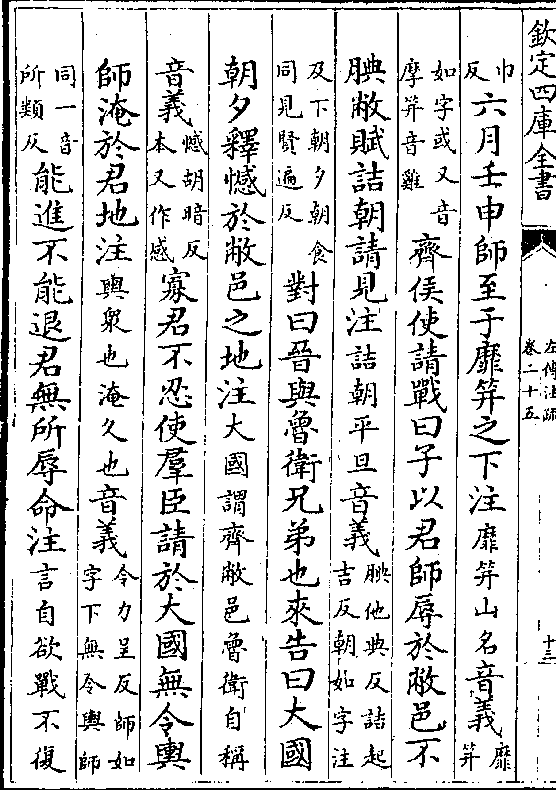 欽定四庫全書
左傳注疏
卷二十五
十三
巾反六月壬申師至于靡笄之下注靡笄山名音義靡笄
如字或又音摩笄音雞齊侯使請戰曰子以君師辱於敝邑不
腆敝賦詰朝請見注詰朝平旦音義腆他典反詰起吉反朝如字注
及下朝夕朝食同見賢遍反對曰晉與魯衛兄弟也來告曰大國
朝夕釋憾於敝邑之地注大國謂齊敝邑魯衛自稱
音義憾胡暗反本又作感寡君不忍使羣臣請於大國無令輿
師淹於君地注輿衆也淹久也音義令力呈反師如字下無令輿師
同一音所類反能進不能退君無所辱命注言自欲戰不復